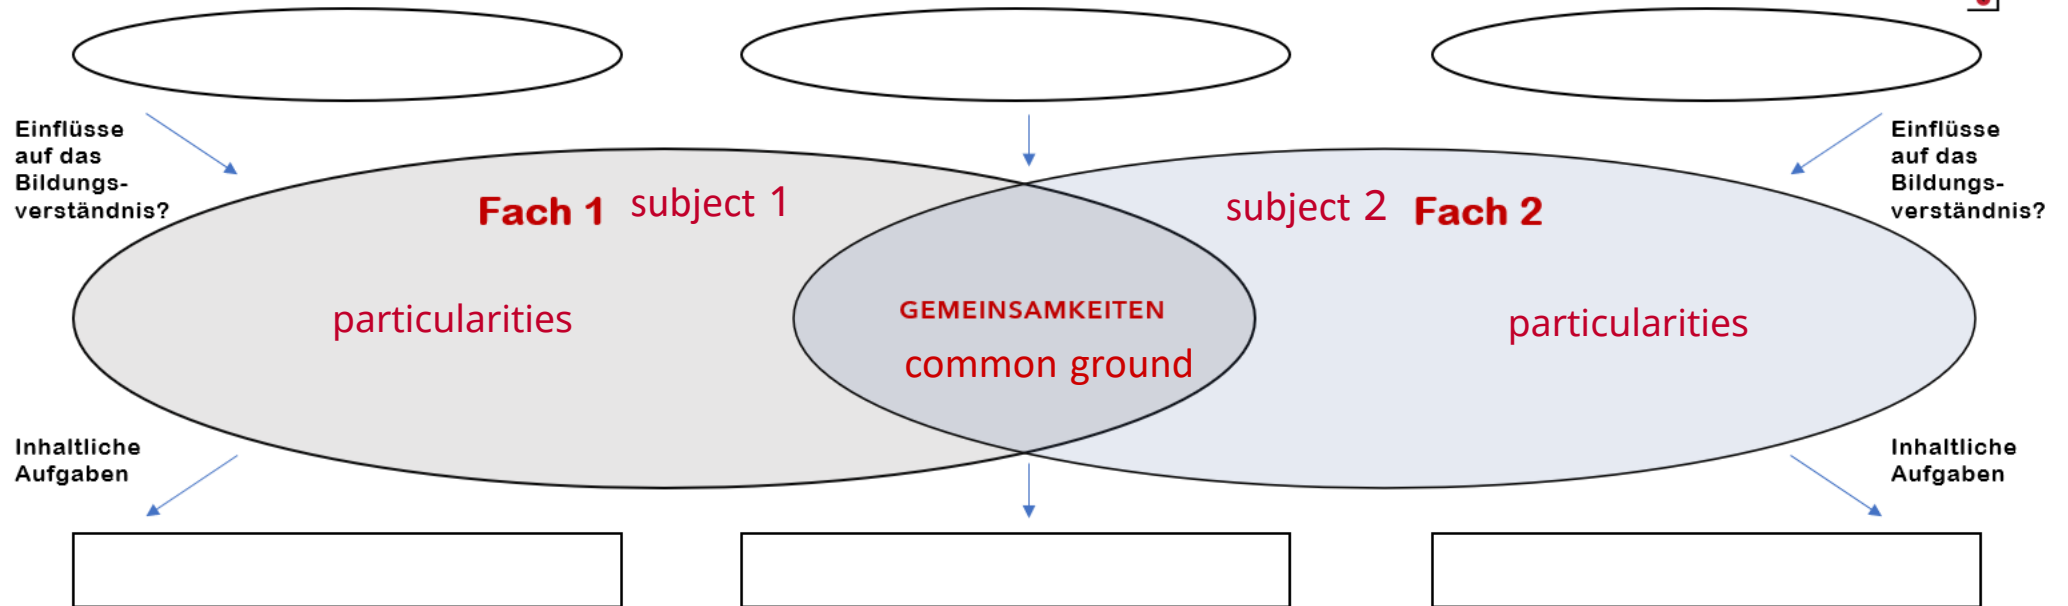 Einflüsse
auf das
Bildungs-
verständnis?
Fach 1 subject 1
subject 2 Fach 2
Einflüsse
auf das
Bildungs-
verständnis?
particularities
GEMEINSAMKEITEN
common ground
particularities
Inhaltliche
Aufgaben
Inhaltliche
Aufgaben